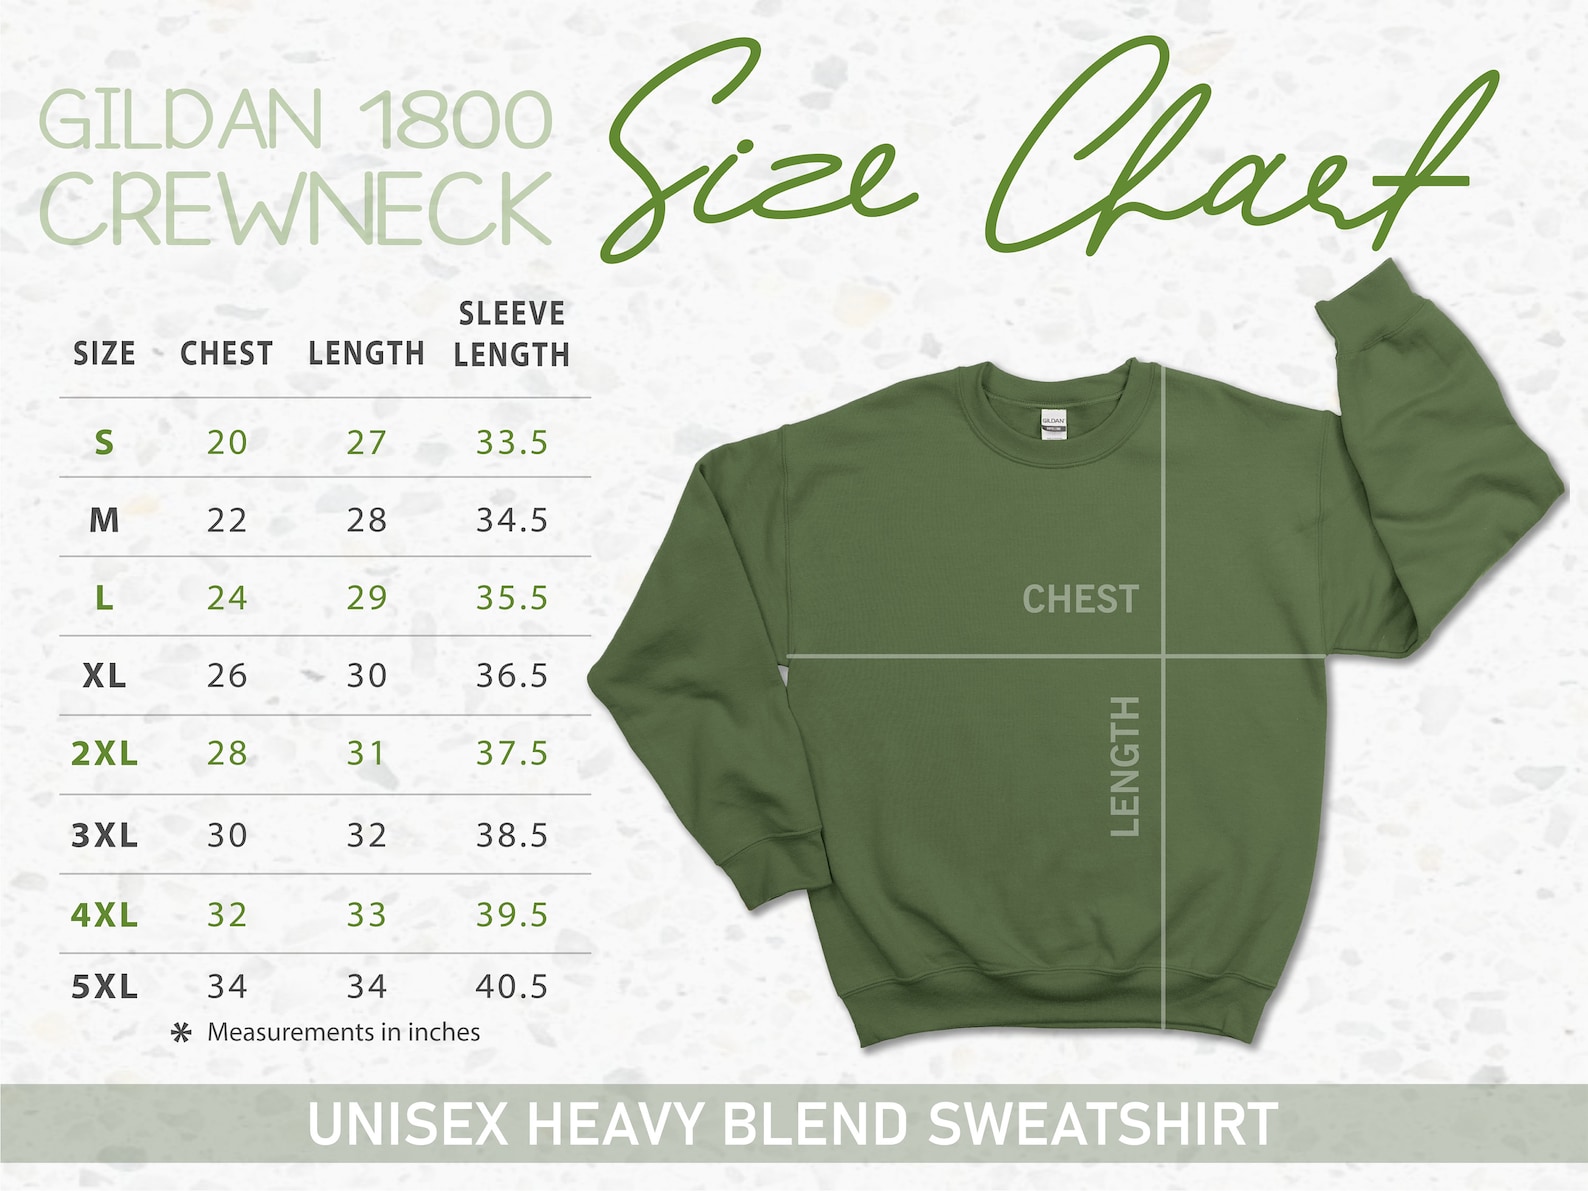 GILDAN 1800
CREWNECK
Size Chart
SIZE CHEST LENGTH SLEEVE LENGTH
S 20 27 33.5
M 22 28 34.5
L 24 29 35.5
XL 26 30 36.5
2XL 28 31 37.5
3XL 30 32 38.5
4XL 32 33 39.5
5XL 34 34 40.5
* Measurements in inches
GILDAN
CHEST
LENGTH
UNISEX HEAVY BLEND SWEATSHIRT